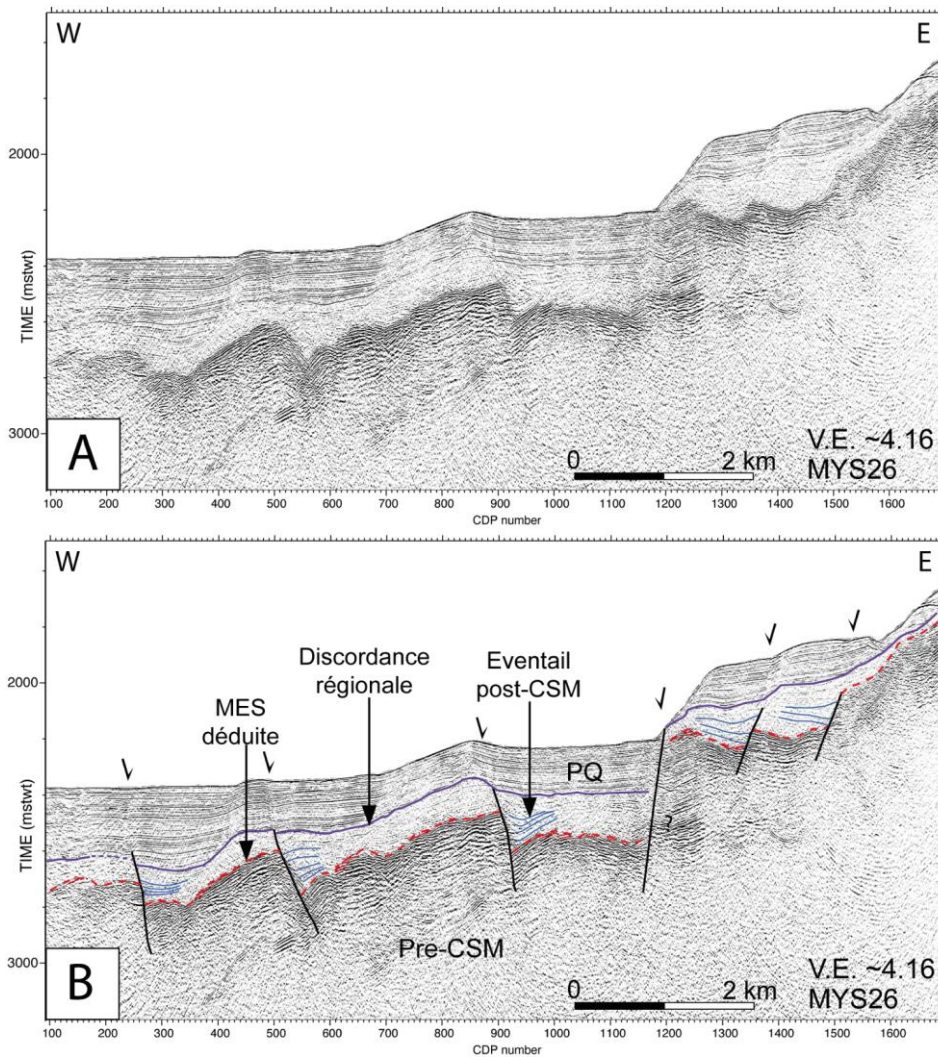 W E
2000
TIME (mstwt)
3000
A
0 2 km
V.E. ~4.16
MYS26
100 200 300 400 500 600 700 800 900 1000 1100 1200 1300 1400 1500 1600
CDP number
W E
2000
Discordance
régionale
Eventail
post-CSM
MES
déduite
PQ
?
TIME (mstwt)
Pre-CSM
3000
B
0 2 km
V.E. ~4.16
MYS26
100 200 300 400 500 600 700 800 900 1000 1100 1200 1300 1400 1500 1600
CDP number